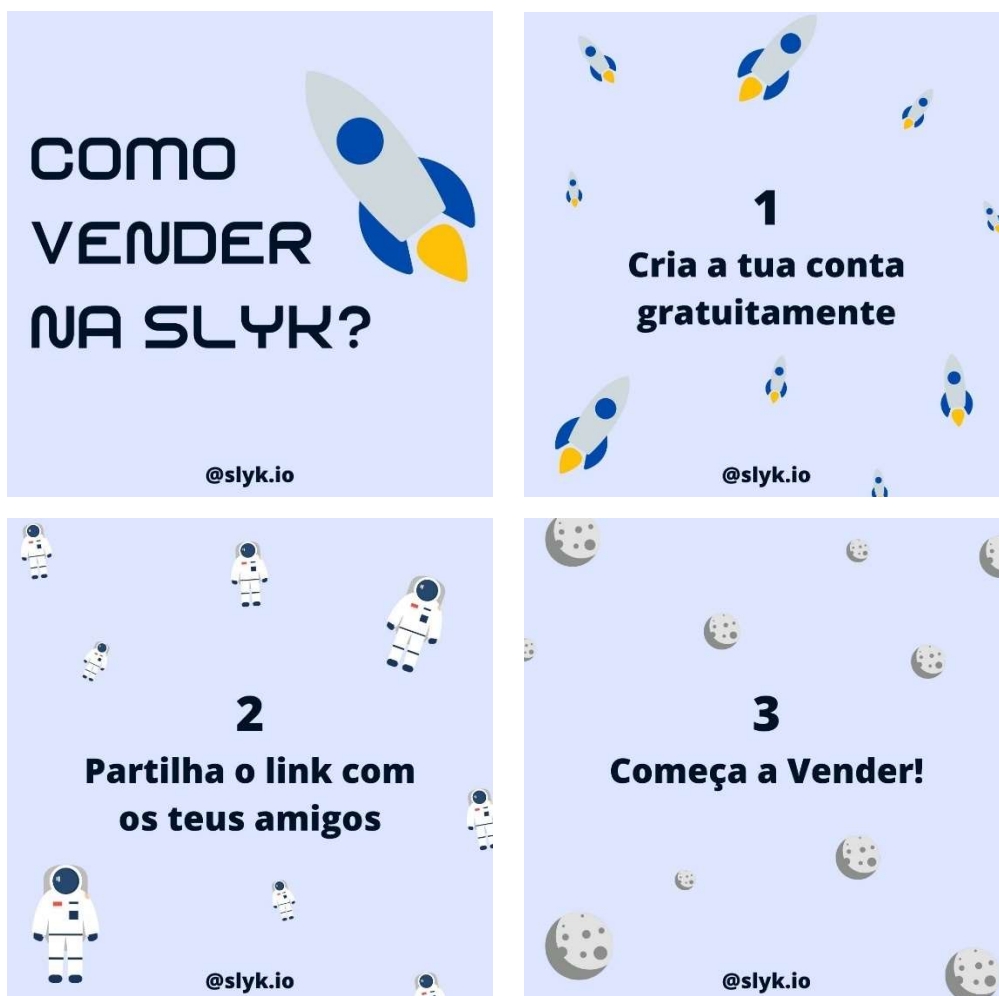 COMO
VENDER
NA SLYK?
@slyk.io
1
Cria a tua conta
gratuitamente
@slyk.io
2
Partilha o link com
os teus amigos
@slyk.io
3
Começa a Vender!
@slyk.io